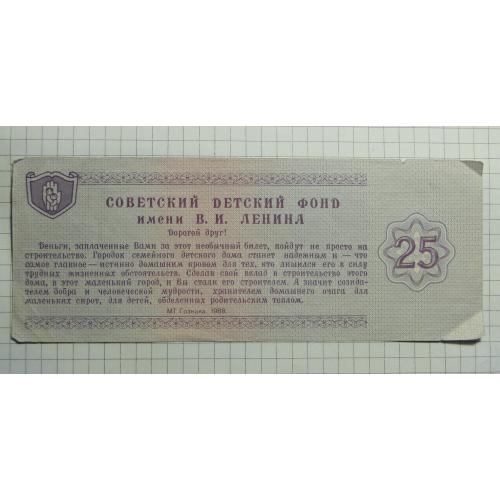 СОВЕТСКИЙ ДЕТСКИЙ ФОНД
имени В. И. ЛЕНИНА
Дорогой друг!
Деньги, заплаченные Вами за этот необычный билет, пойдут не просто на
строительство. Городок семейного детского дома станет надежным и — что
самое главное — истинно домашним кровом для тех, кто лишился его в силу
трудных жизненных обстоятельств. Сделав свой вклад в строительство этого
дома, в этот маленький город, и Вы стали его строителем. А значит созида-
телем добра и человеческой мудрости, хранителем домашнего очага для
маленьких сирот, для детей, обделенных родительским теплом.
МТ Гознака. 1988.
25